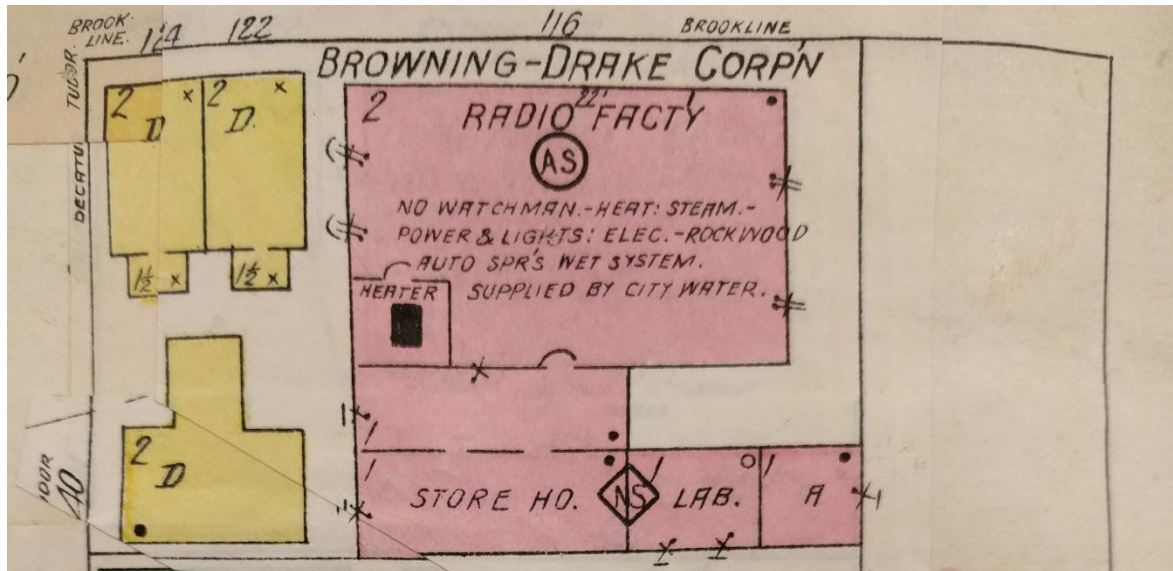 BROOK-
LINE. 124 122 116 BROOKLINE
BROWNING-DRAKE CORP'N
2 D
2 D.
2 22' 1
RADIO FACTY
AS
NO WATCHMAN.-HEAT: STEAM.-
POWER & LIGHTS: ELEC.-ROCKWOOD
AUTO SPR'S WET SYSTEM.
SUPPLIED BY CITY WATER.
HEATER
1½ x
1½ x
TUDOR.
DECATU
2
D
40
1
1
STORE HO. NS 1 LAB. 1 A